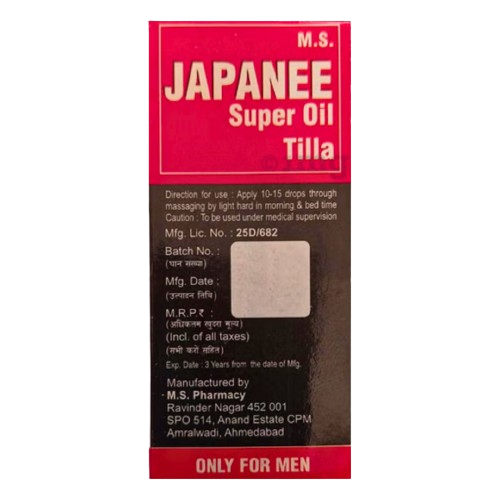 M.S.
JAPANEE
Super Oil
Tilla
Direction for use : Apply 10-15 drops through
massaging by light hard in morning & bed time
Caution : To be used under medical supervision
Mfg. Lic. No. : 25D/682
Batch No. :
(घान संख्या)
Mfg. Date :
(उत्पादन तिथि)
M.R.P.₹ :
(अधिकतम खुदरा मूल्य)
(Incl. of all taxes)
(सभी करों सहित)
Exp. Date : 3 Years from the date of Mfg.
Manufactured by
M.S. Pharmacy
Ravinder Nagar 452 001
SPO 514, Anand Estate CPM
Amralwadi, Ahmedabad
ONLY FOR MEN